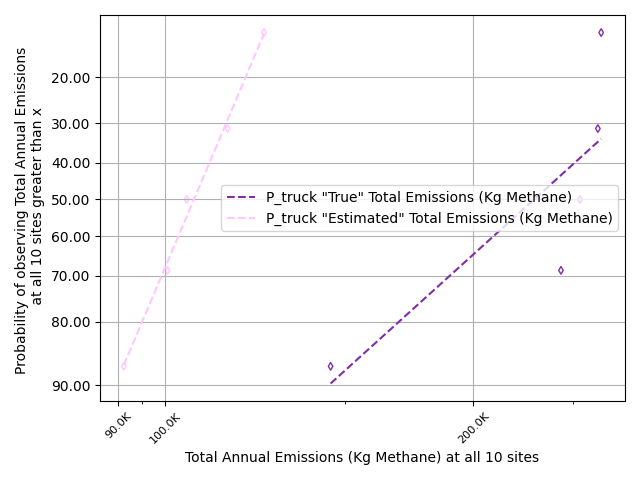 Probability of observing Total Annual Emissions
at all 10 sites greater than x
20.00
30.00
40.00
50.00
60.00
70.00
80.00
90.00
P_truck "True" Total Emissions (Kg Methane)
P_truck "Estimated" Total Emissions (Kg Methane)
90.0K
100.0K
200.0K
Total Annual Emissions (Kg Methane) at all 10 sites